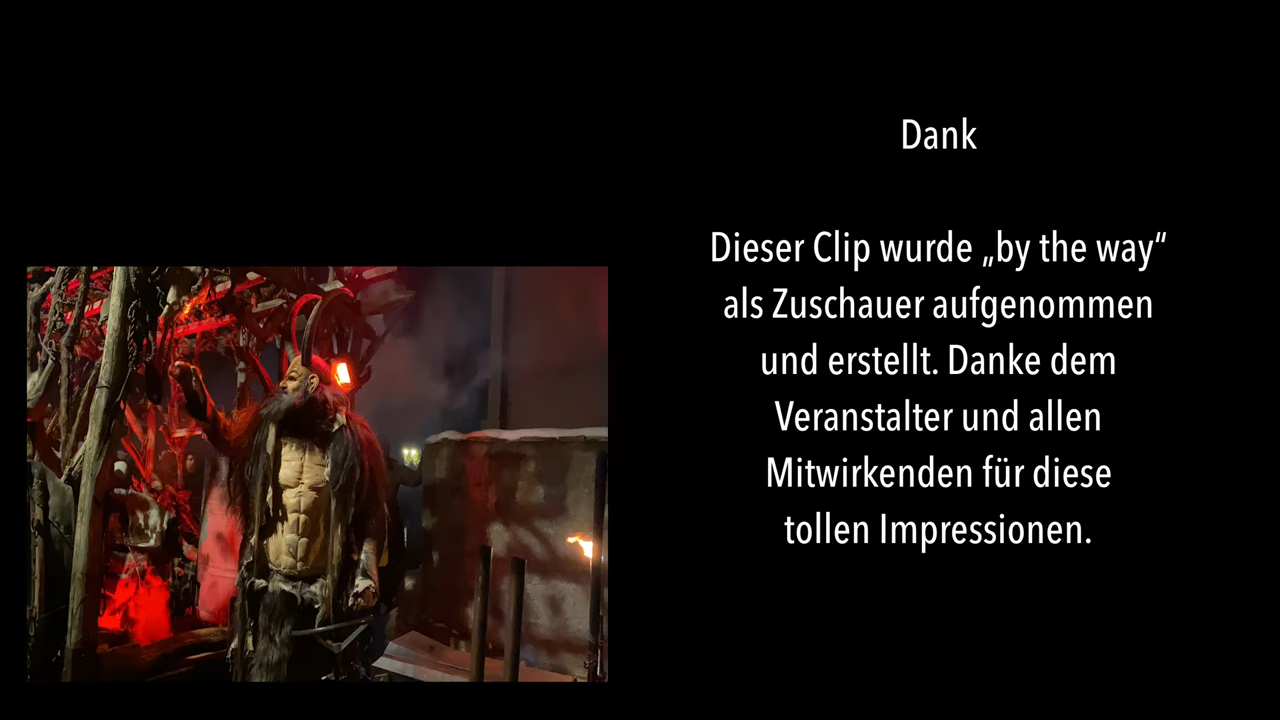 Dank
Dieser Clip wurde „by the way“
als Zuschauer aufgenommen
und erstellt. Danke dem
Veranstalter und allen
Mitwirkenden für diese
tollen Impressionen.